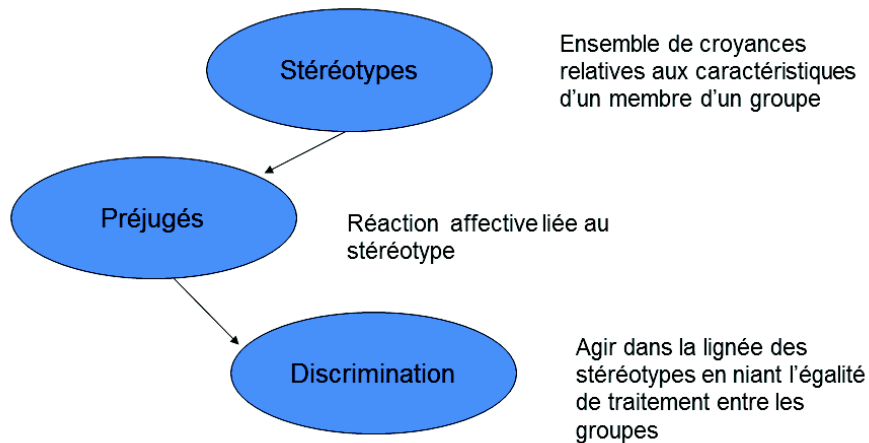 Stéréotypes
Ensemble de croyances
relatives aux caractéristiques
d'un membre d'un groupe
Préjugés
Réaction affective liée au
stéréotype
Discrimination
Agir dans la lignée des
stéréotypes en niant l'égalité
de traitement entre les
groupes